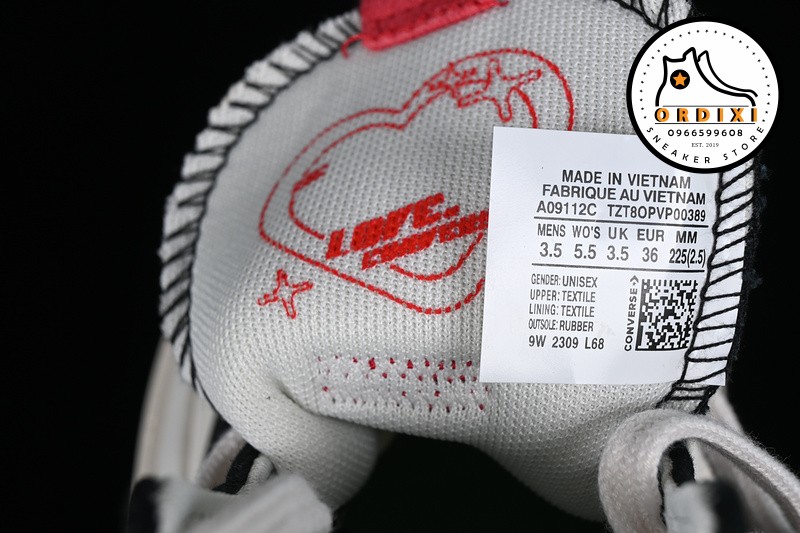 ORDIXI
0966599608
EST. 2019
SNEAKER STORE
LOVE,
CONVERSE
MADE IN VIETNAM
FABRIQUE AU VIETNAM
A09112C TZT8OPVP00389
MENS WO'S UK EUR MM
3.5 5.5 3.5 36 225(2.5)
GENDER: UNISEX
UPPER: TEXTILE
LINING: TEXTILE
OUTSOLE: RUBBER
9W 2309 L68
CONVERSE